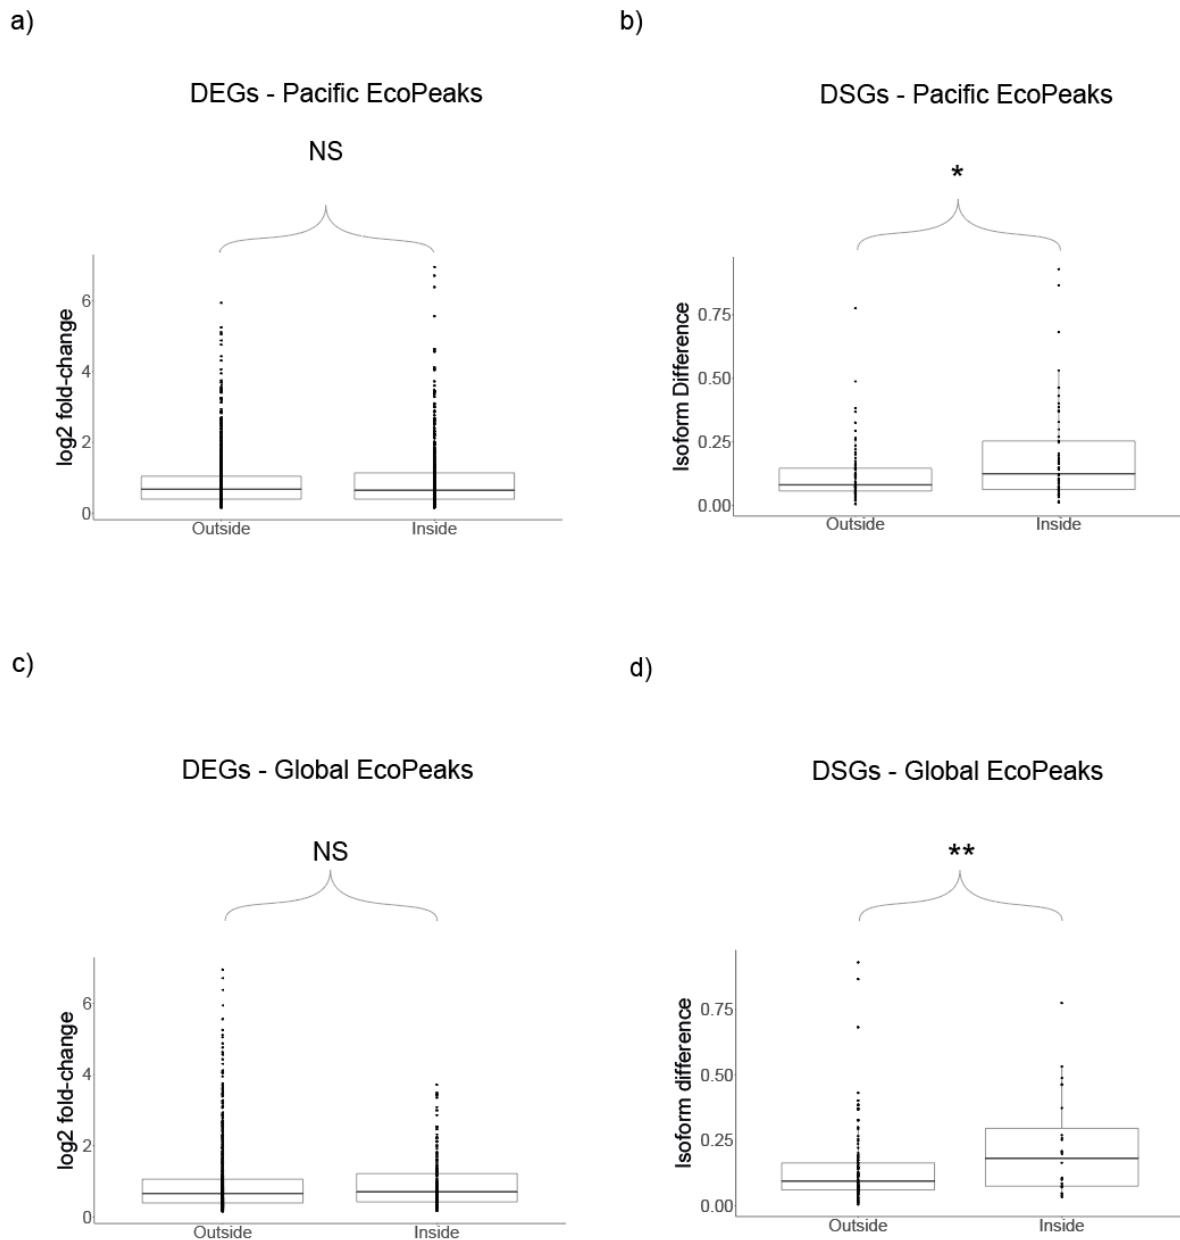 a)
DEGs - Pacific EcoPeaks
NS
log2 fold-change
6
4
2
0
Outside
Inside
b)
DSGs - Pacific EcoPeaks
*
Isoform Difference
0.75
0.50
0.25
0.00
Outside
Inside
c)
DEGs - Global EcoPeaks
NS
log2 fold-change
6
4
2
0
Outside
Inside
d)
DSGs - Global EcoPeaks
**
Isoform difference
0.75
0.50
0.25
0.00
Outside
Inside